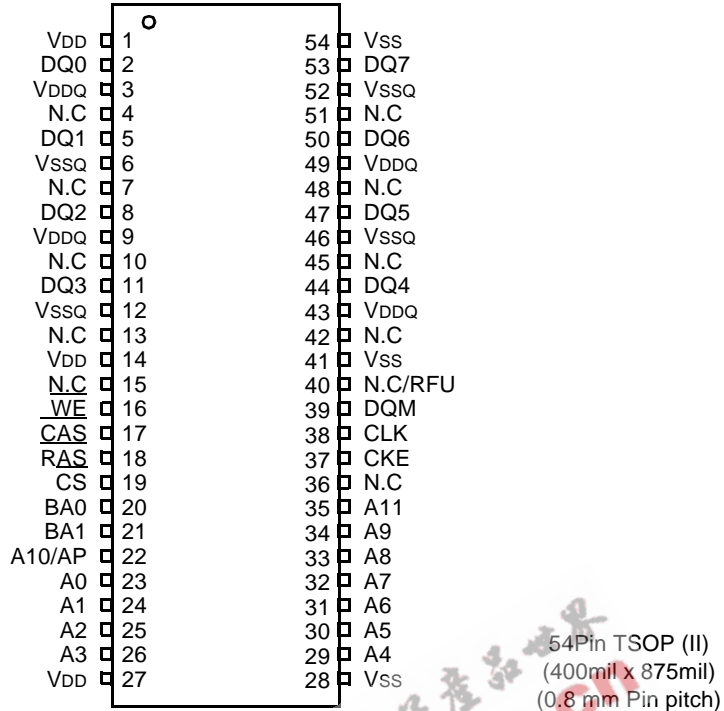 VDD 1 54 VSS
DQ0 2 53 DQ7
VDDQ 3 52 VSSQ
N.C 4 51 N.C
DQ1 5 50 DQ6
VSSQ 6 49 VDDQ
N.C 7 48 N.C
DQ2 8 47 DQ5
VDDQ 9 46 VSSQ
N.C 10 45 N.C
DQ3 11 44 DQ4
VSSQ 12 43 VDDQ
N.C 13 42 N.C
VDD 14 41 VSS
N.C 15 40 N.C/RFU
WE 16 39 DQM
CAS 17 38 CLK
RAS 18 37 CKE
CS 19 36 N.C
BA0 20 35 A11
BA1 21 34 A9
A10/AP 22 33 A8
A0 23 32 A7
A1 24 31 A6
A2 25 30 A5
A3 26 29 A4
VDD 27 28 VSS
54Pin TSOP (II)
(400mil x 875mil)
(0.8 mm Pin pitch)